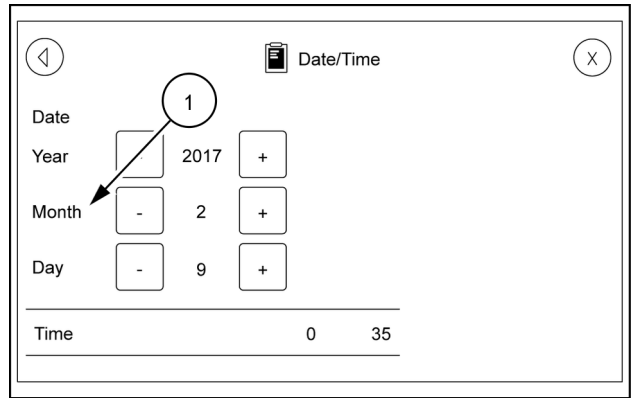 Date/Time
X
1
Date
Year - 2017 +
Month - 2 +
Day - 9 +
Time 0 35